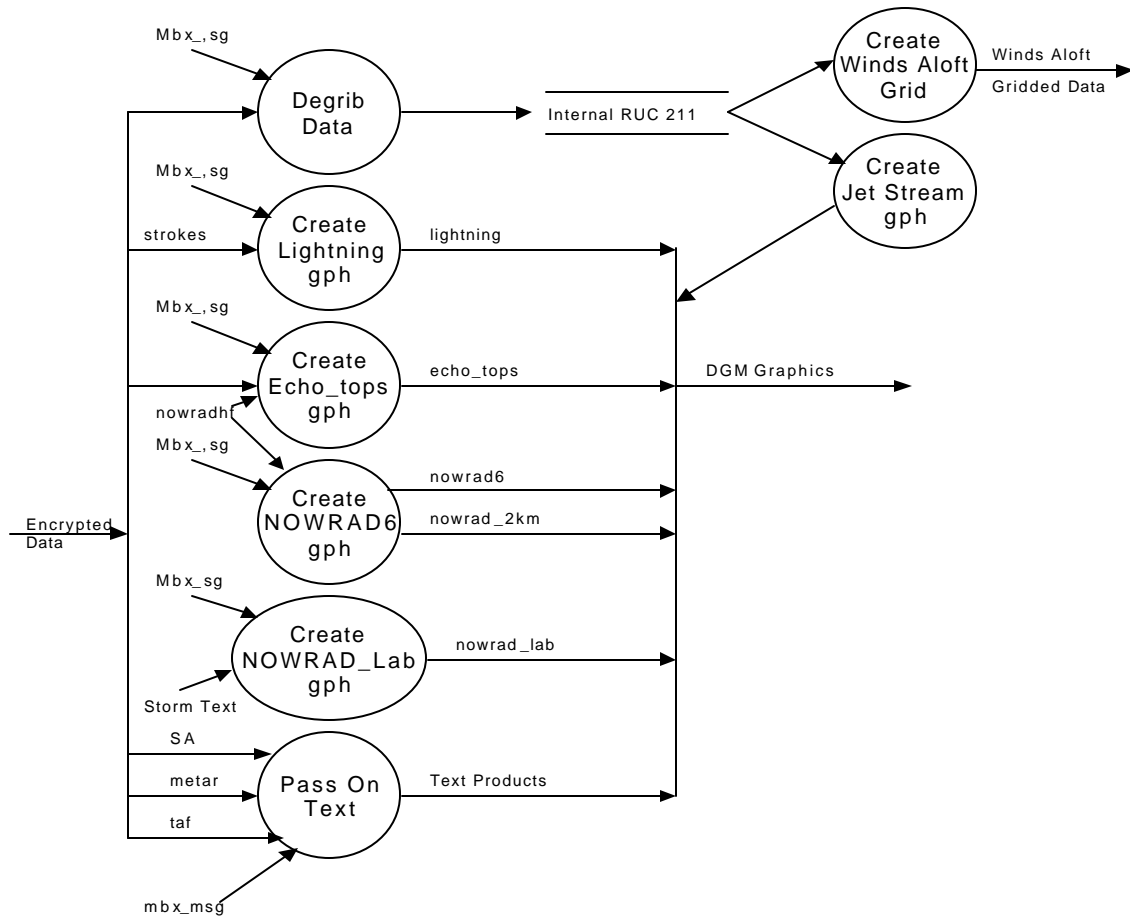 Mbx_,sg
Degrib
Data
Internal RUC 211
Create
Winds Aloft
Grid
Winds Aloft
Gridded Data
Create
Jet Stream
gph
Mbx_,sg
strokes
Create
Lightning
gph
lightning
Mbx_,sg
Create
Echo_tops
gph
echo_tops
DGM Graphics
nowradhf
Mbx_,sg
Create
NOWRAD6
gph
nowrad6
nowrad_2km
Encrypted
Data
Mbx_sg
Create
NOWRAD_Lab
gph
nowrad_lab
Storm Text
SA
metar
taf
Pass On
Text
Text Products
mbx_msg